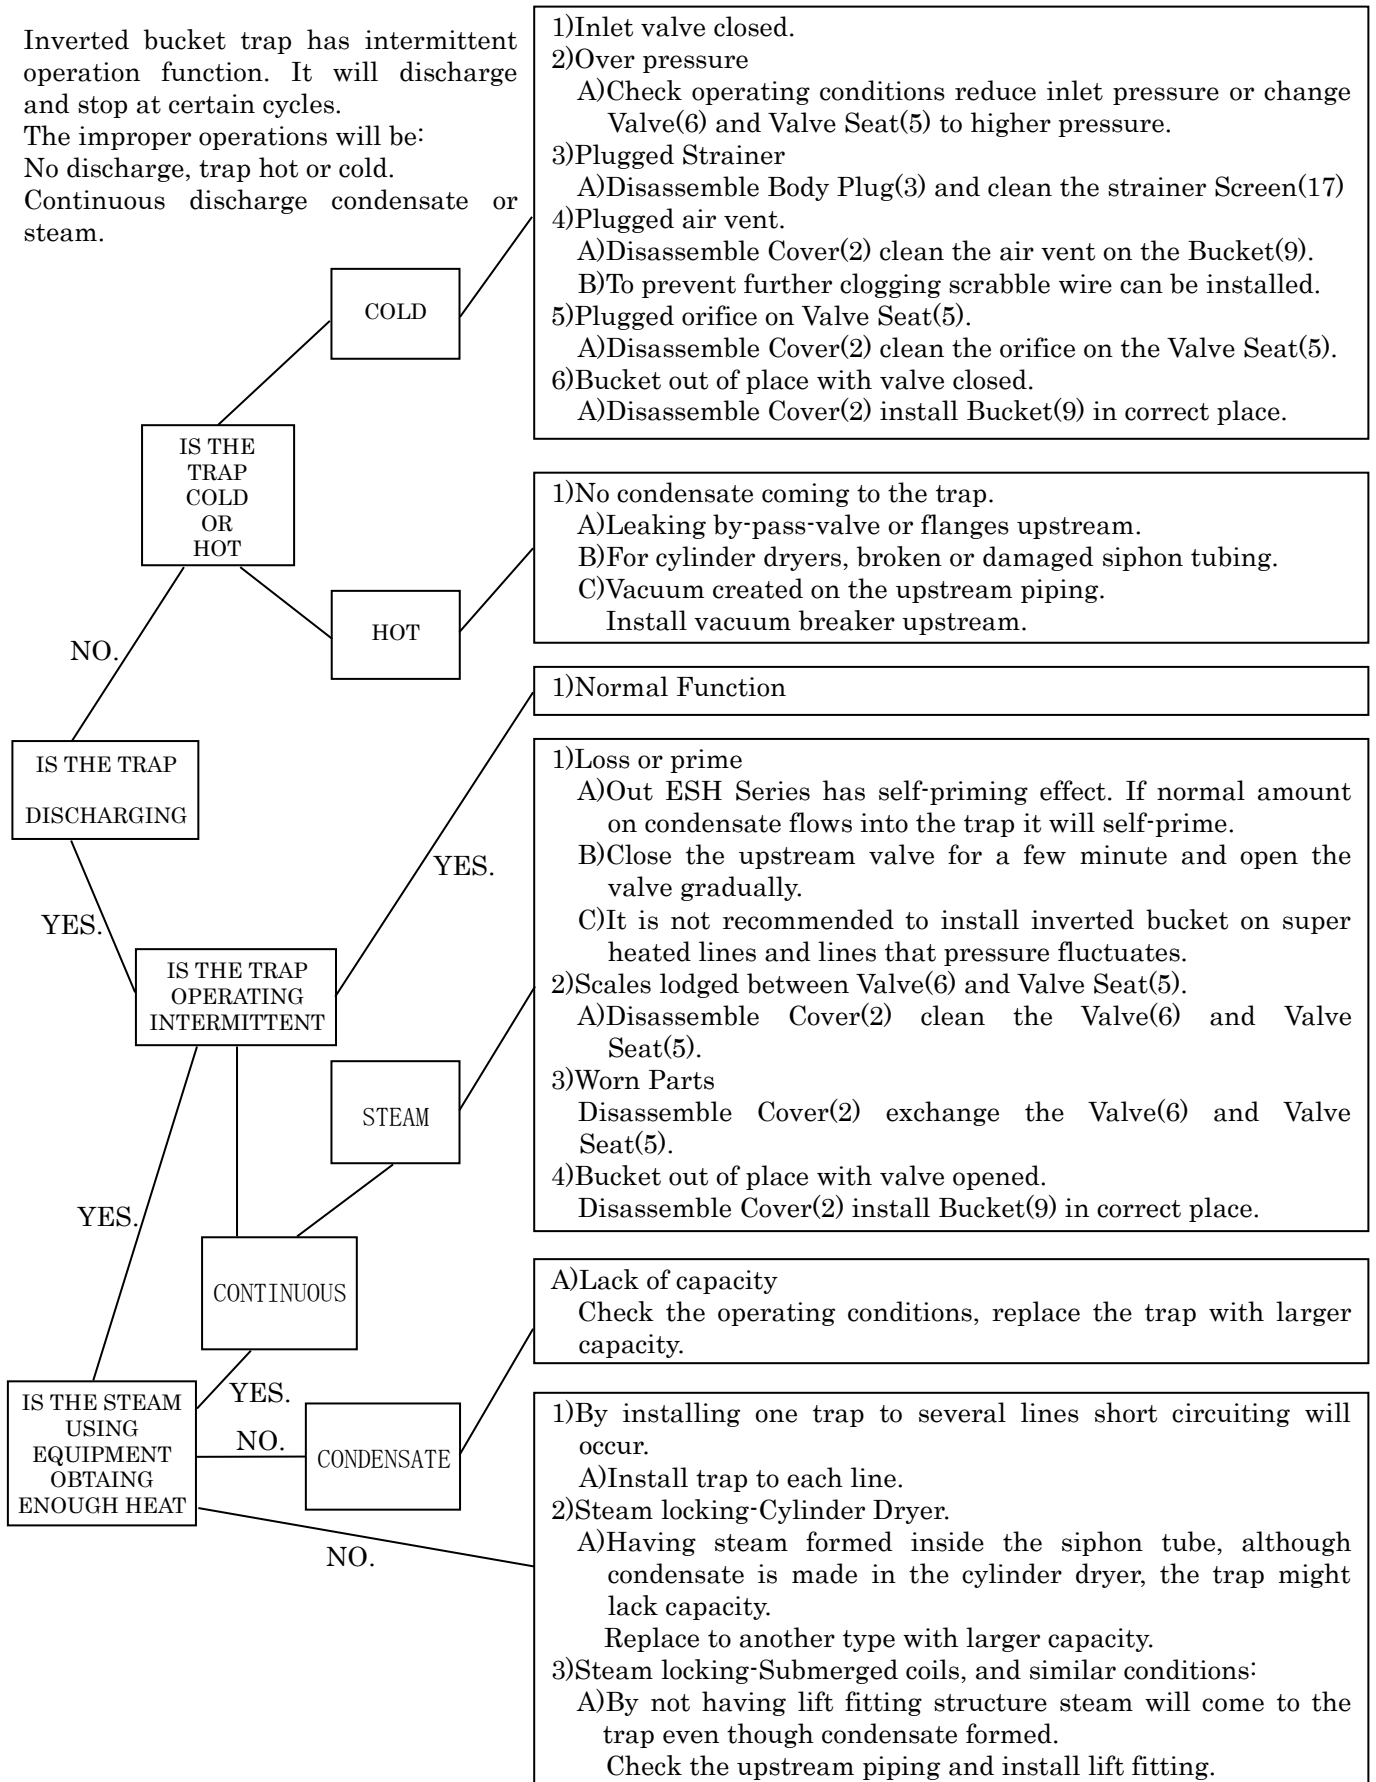 Inverted bucket trap has intermittent
operation function. It will discharge
and stop at certain cycles.
The improper operations will be:
No discharge, trap hot or cold.
Continuous discharge condensate or
steam.
1)Inlet valve closed.
2)Over pressure
A)Check operating conditions reduce inlet pressure or change
Valve(6) and Valve Seat(5) to higher pressure.
3)Plugged Strainer
A)Disassemble Body Plug(3) and clean the strainer Screen(17)
4)Plugged air vent.
A)Disassemble Cover(2) clean the air vent on the Bucket(9).
B)To prevent further clogging scrabble wire can be installed.
5)Plugged orifice on Valve Seat(5).
A)Disassemble Cover(2) clean the orifice on the Valve Seat(5).
6)Bucket out of place with valve closed.
A)Disassemble Cover(2) install Bucket(9) in correct place.
COLD
IS THE
TRAP
COLD
OR
HOT
1)No condensate coming to the trap.
A)Leaking by-pass-valve or flanges upstream.
B)For cylinder dryers, broken or damaged siphon tubing.
C)Vacuum created on the upstream piping.
Install vacuum breaker upstream.
HOT
NO.
1)Normal Function
IS THE TRAP
DISCHARGING
YES.
YES.
1)Loss or prime
A)Out ESH Series has self-priming effect. If normal amount
on condensate flows into the trap it will self-prime.
B)Close the upstream valve for a few minute and open the
valve gradually.
C)It is not recommended to install inverted bucket on super
heated lines and lines that pressure fluctuates.
2)Scales lodged between Valve(6) and Valve Seat(5).
A)Disassemble Cover(2) clean the Valve(6) and Valve
Seat(5).
3)Worn Parts
Disassemble Cover(2) exchange the Valve(6) and Valve
Seat(5).
4)Bucket out of place with valve opened.
Disassemble Cover(2) install Bucket(9) in correct place.
IS THE TRAP
OPERATING
INTERMITTENT
STEAM
YES.
CONTINUOUS
A)Lack of capacity
Check the operating conditions, replace the trap with larger
capacity.
IS THE STEAM
USING
EQUIPMENT
OBTAING
ENOUGH HEAT
YES.
NO.
CONDENSATE
NO.
1)By installing one trap to several lines short circuiting will
occur.
A)Install trap to each line.
2)Steam locking-Cylinder Dryer.
A)Having steam formed inside the siphon tube, although
condensate is made in the cylinder dryer, the trap might
lack capacity.
Replace to another type with larger capacity.
3)Steam locking-Submerged coils, and similar conditions:
A)By not having lift fitting structure steam will come to the
trap even though condensate formed.
Check the upstream piping and install lift fitting.